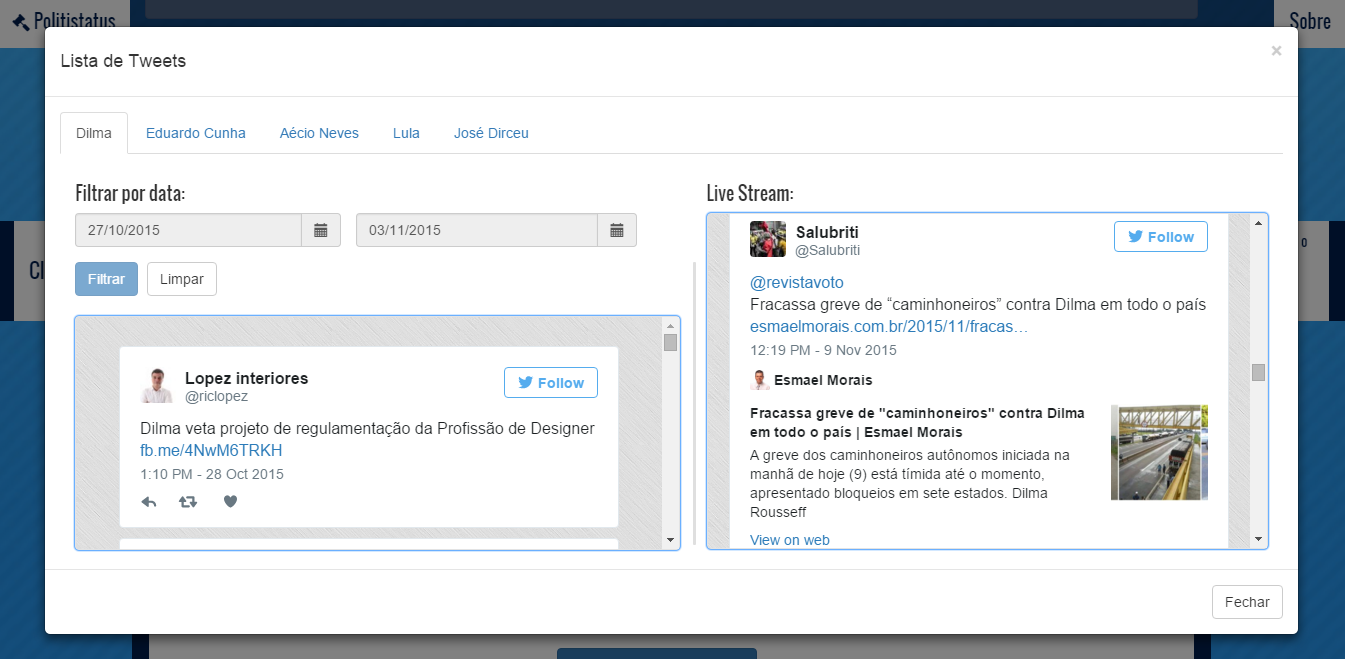 Politistatus
Sobre
Lista de Tweets
×
Dilma
Eduardo Cunha
Aécio Neves
Lula
José Dirceu
Filtrar por data:
27/10/2015
03/11/2015
Filtrar
Limpar
Lopez interiores
@riclopez
Follow
Dilma veta projeto de regulamentação da Profissão de Designer
fb.me/4NwM6TRKH
1:10 PM - 28 Oct 2015
Live Stream:
Salubriti
@Salubriti
Follow
@revistavoto
Fracassa greve de “caminhoneiros” contra Dilma em todo o país
esmaelmorais.com.br/2015/11/fracas…
12:19 PM - 9 Nov 2015
Esmael Morais
Fracassa greve de "caminhoneiros" contra Dilma
em todo o país | Esmael Morais
A greve dos caminhoneiros autônomos iniciada na
manhã de hoje (9) está tímida até o momento,
apresentado bloqueios em sete estados. Dilma
Rousseff
View on web
Fechar